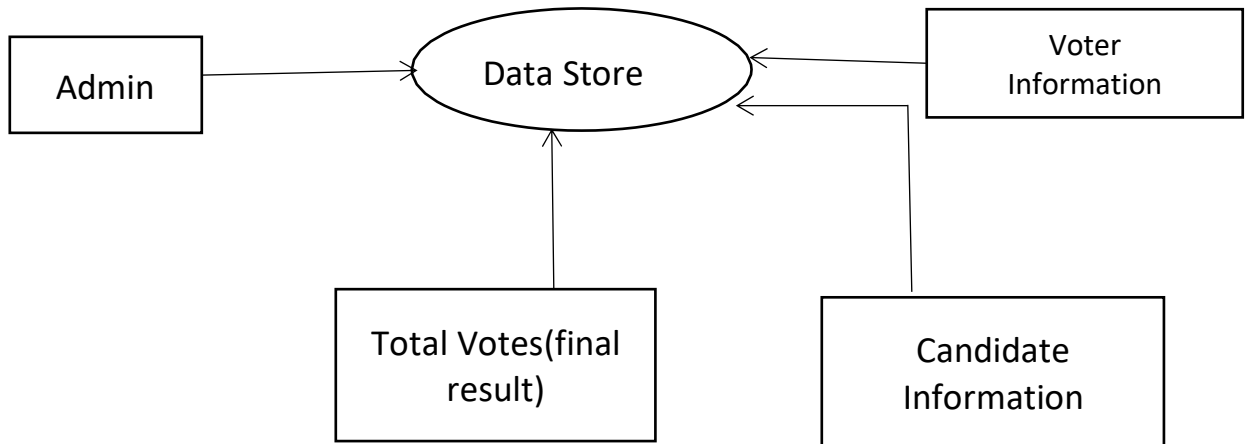 Admin
Data Store
Voter
Information
Total Votes(final
result)
Candidate
Information